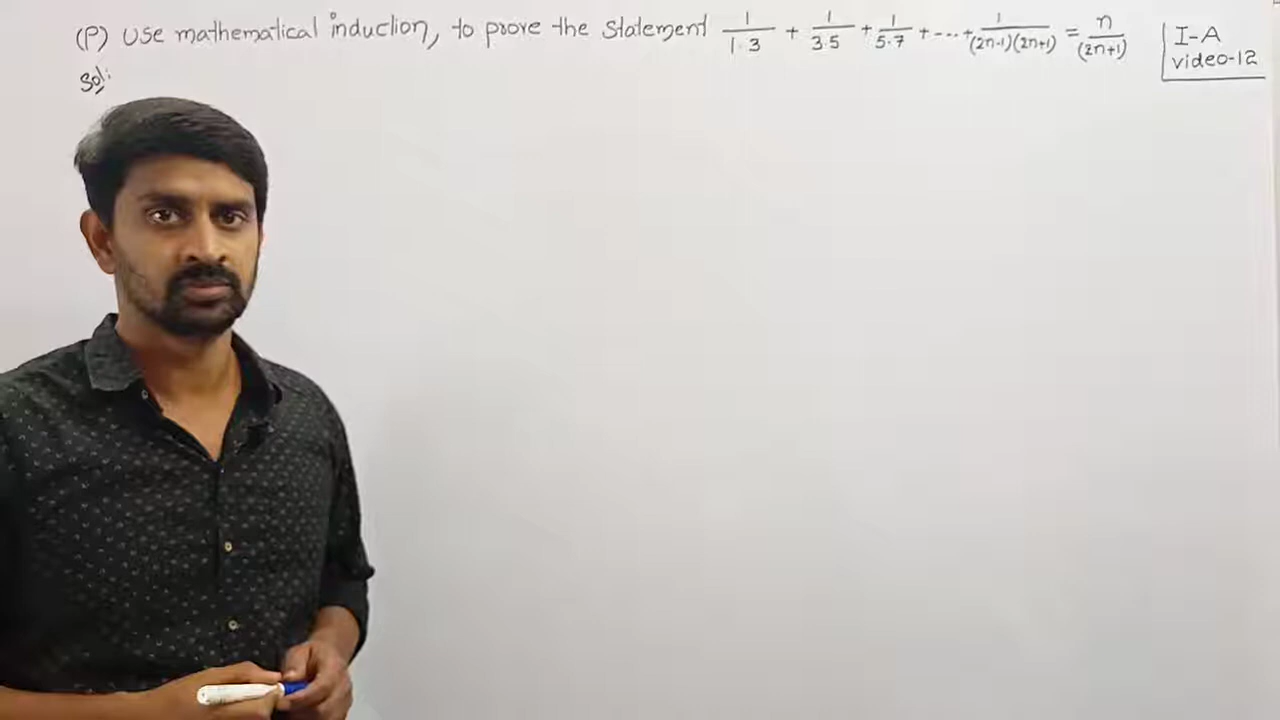 (P) Use mathematical induction, to prove the statement 1/(1·3) + 1/(3·5) + 1/(5·7) + ---- + 1/((2n-1)(2n+1)) = n/(2n+1)
I-A
video-12
Sol: